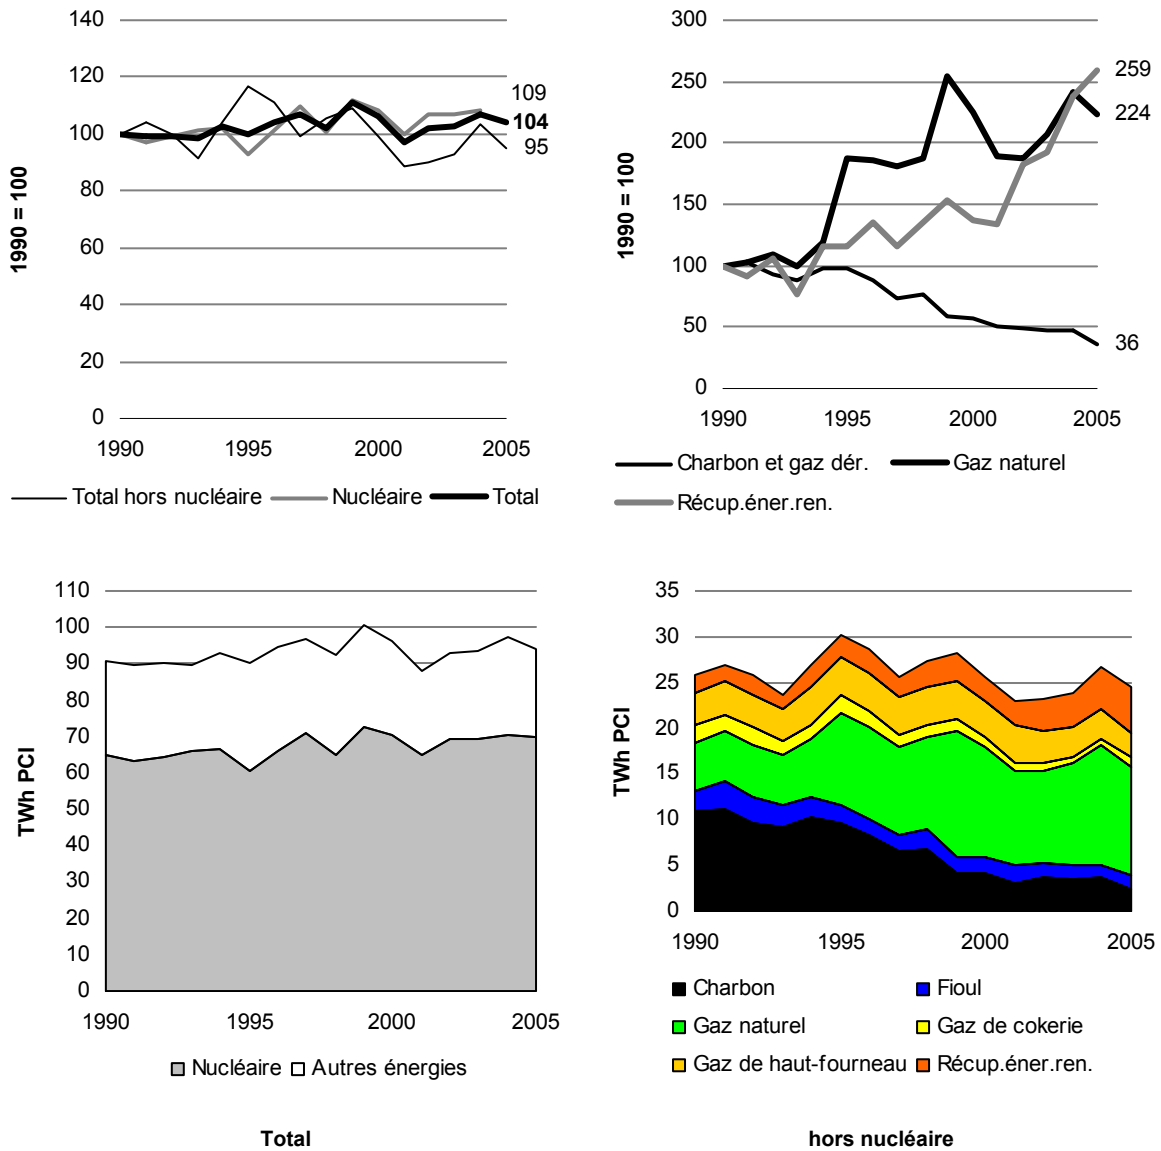 140
120
100
80
60
40
20
0
1990 = 100
109
104
95
1990 1995 2000 2005
Total hors nucléaire Nucléaire Total
300
250
200
150
100
50
0
1990 = 100
259
224
36
1990 1995 2000 2005
Charbon et gaz dér. Gaz naturel
Récup.éner.ren.
110
100
90
80
70
60
50
40
30
20
10
0
TWh PCI
1990 1995 2000 2005
Nucléaire Autres énergies
Total
35
30
25
20
15
10
5
0
TWh PCI
1990 1995 2000 2005
Charbon Fioul
Gaz naturel Gaz de cokerie
Gaz de haut-fourneau Récup.éner.ren.
hors nucléaire